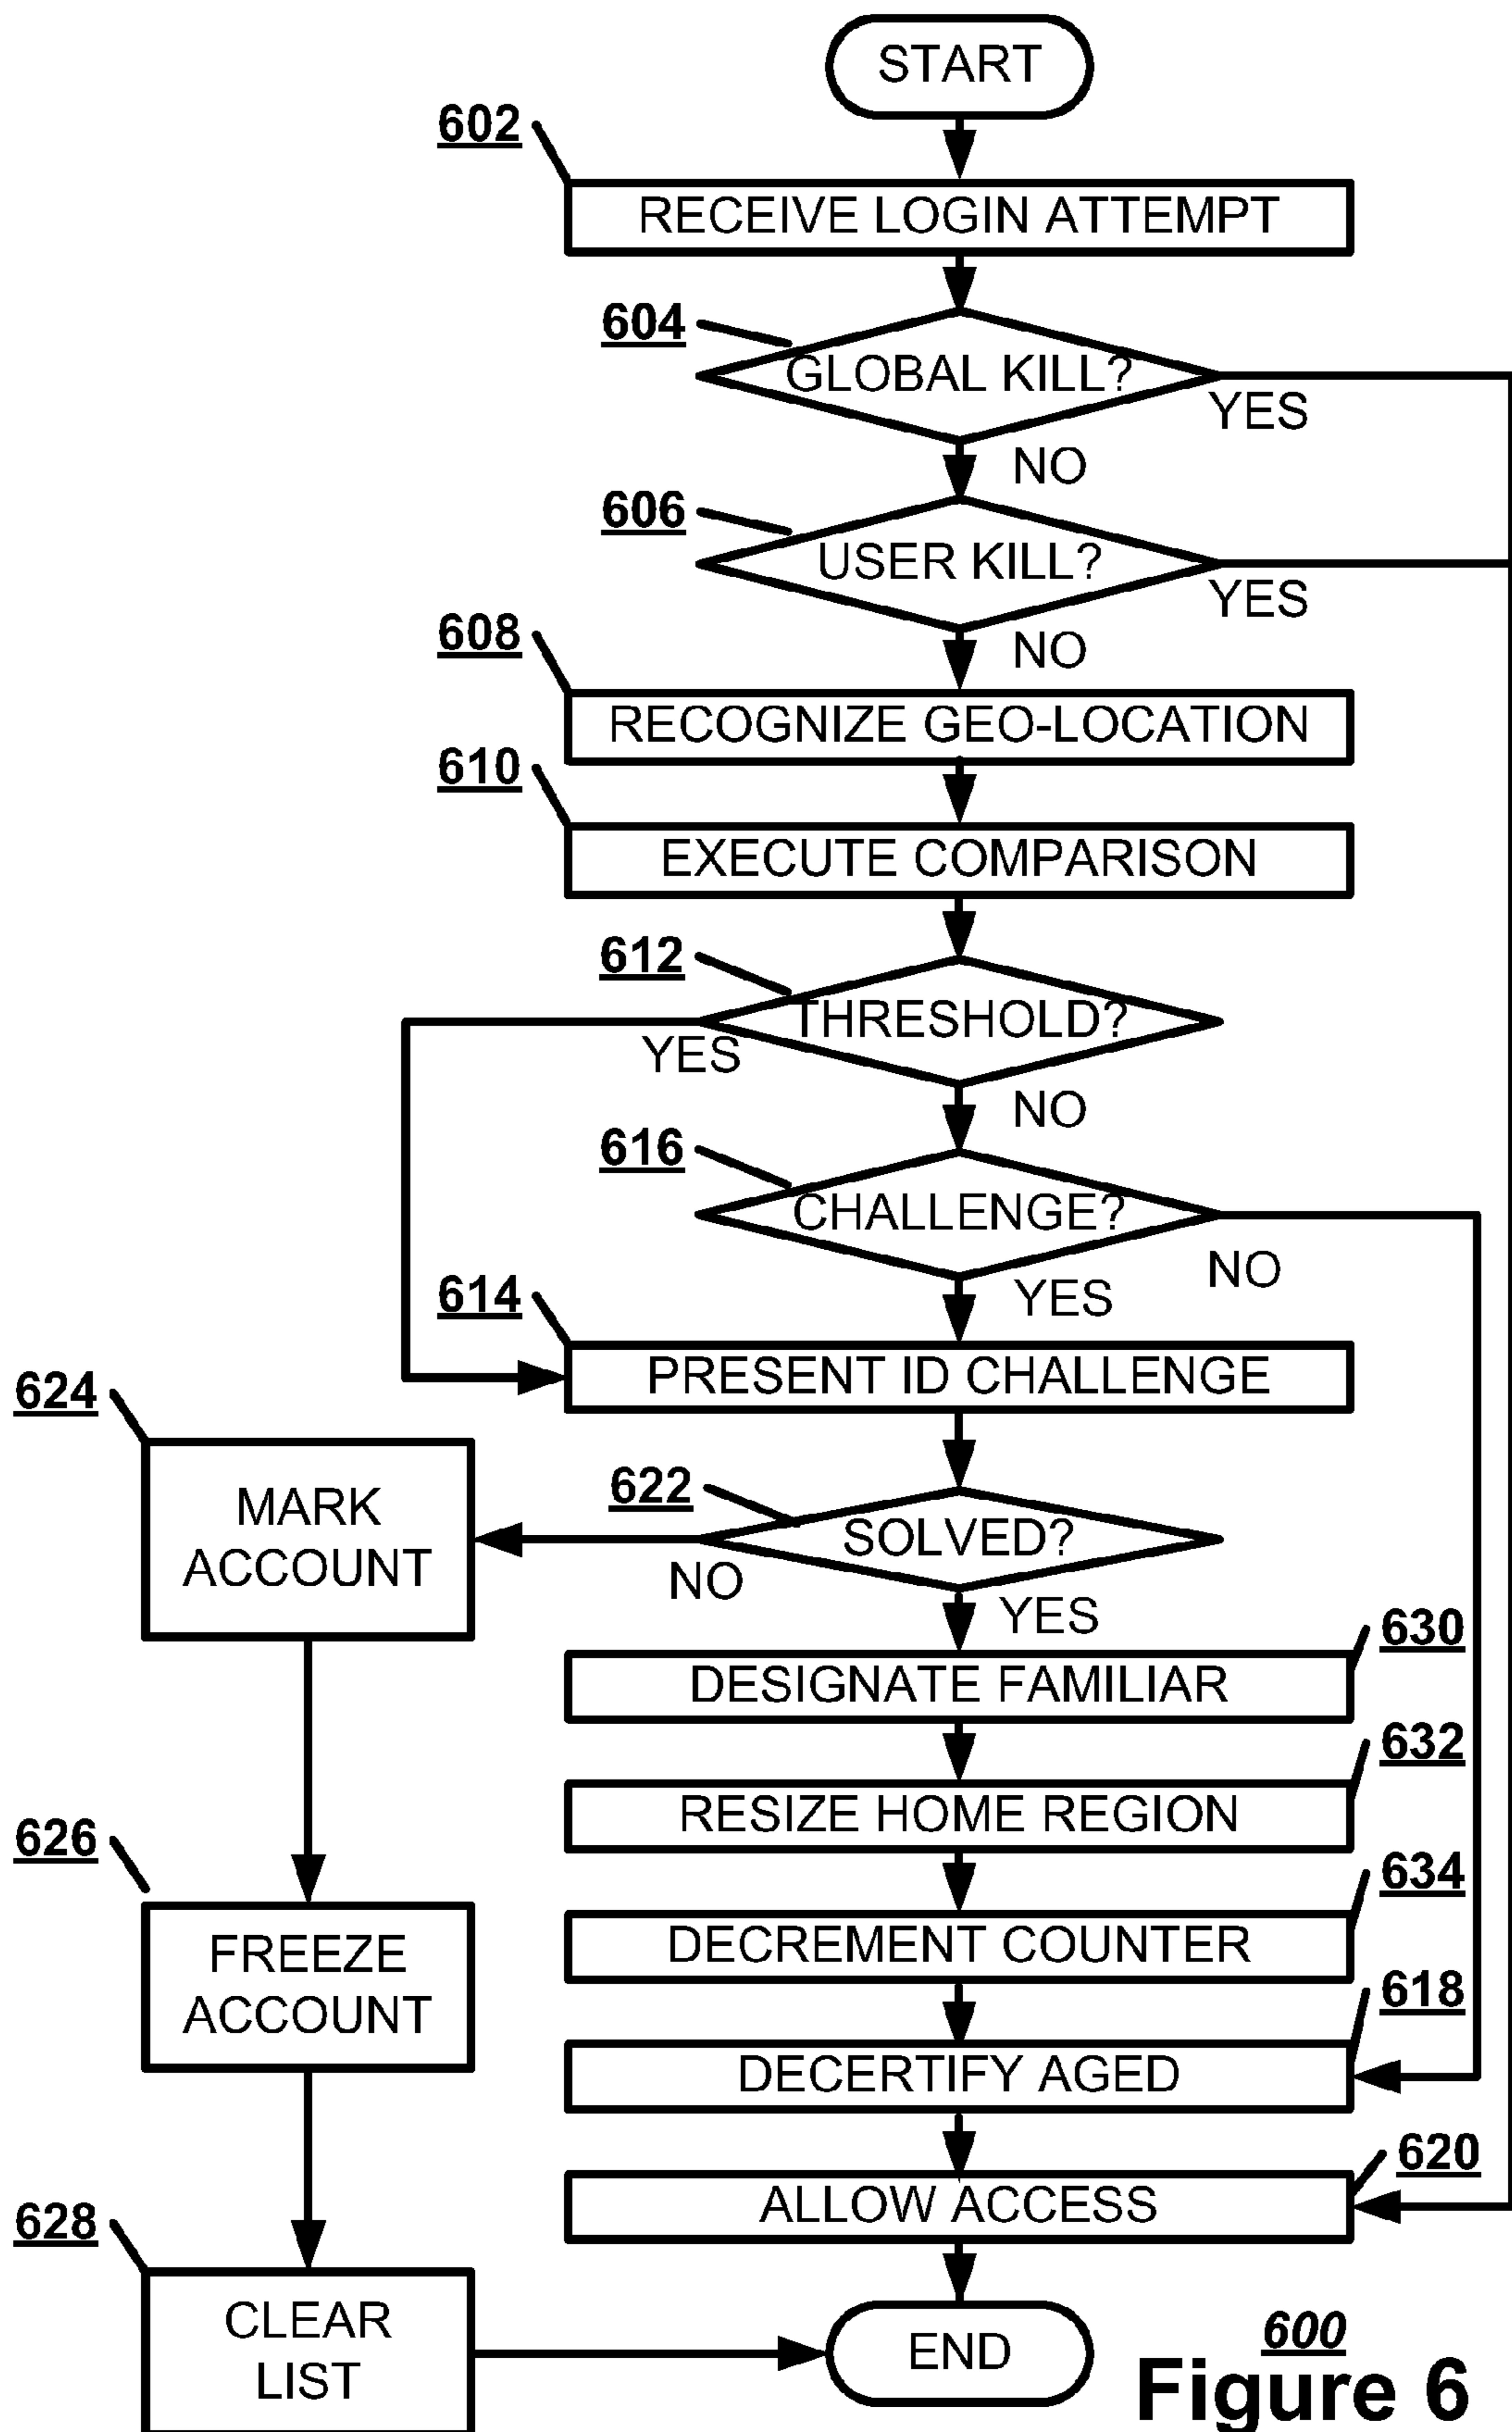 START
602
RECEIVE LOGIN ATTEMPT
604
GLOBAL KILL?
YES
NO
606
USER KILL?
YES
608
NO
RECOGNIZE GEO-LOCATION
610
EXECUTE COMPARISON
612
THRESHOLD?
YES
NO
616
CHALLENGE?
NO
614
YES
PRESENT ID CHALLENGE
624
MARK
ACCOUNT
622
SOLVED?
NO
YES
630
DESIGNATE FAMILIAR
632
RESIZE HOME REGION
626
634
FREEZE
ACCOUNT
DECREMENT COUNTER
618
DECERTIFY AGED
620
ALLOW ACCESS
628
CLEAR
LIST
END
600
Figure 6